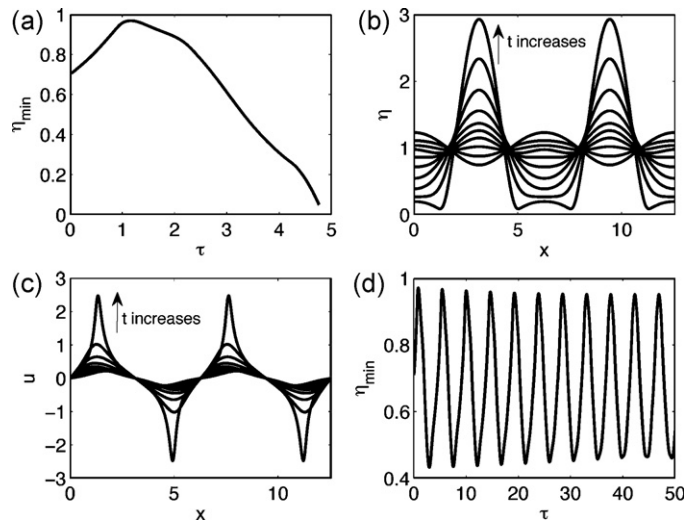 (a)
1
0.8
0.6
0.4
0.2
0
η_min
0 1 2 3 4 5
τ
(b)
3
2
1
0
η
t increases
0 5 10
x
(c)
3
2
1
0
−1
−2
−3
u
t increases
0 5 10
x
(d)
1
0.8
0.6
0.4
η_min
0 10 20 30 40 50
τ